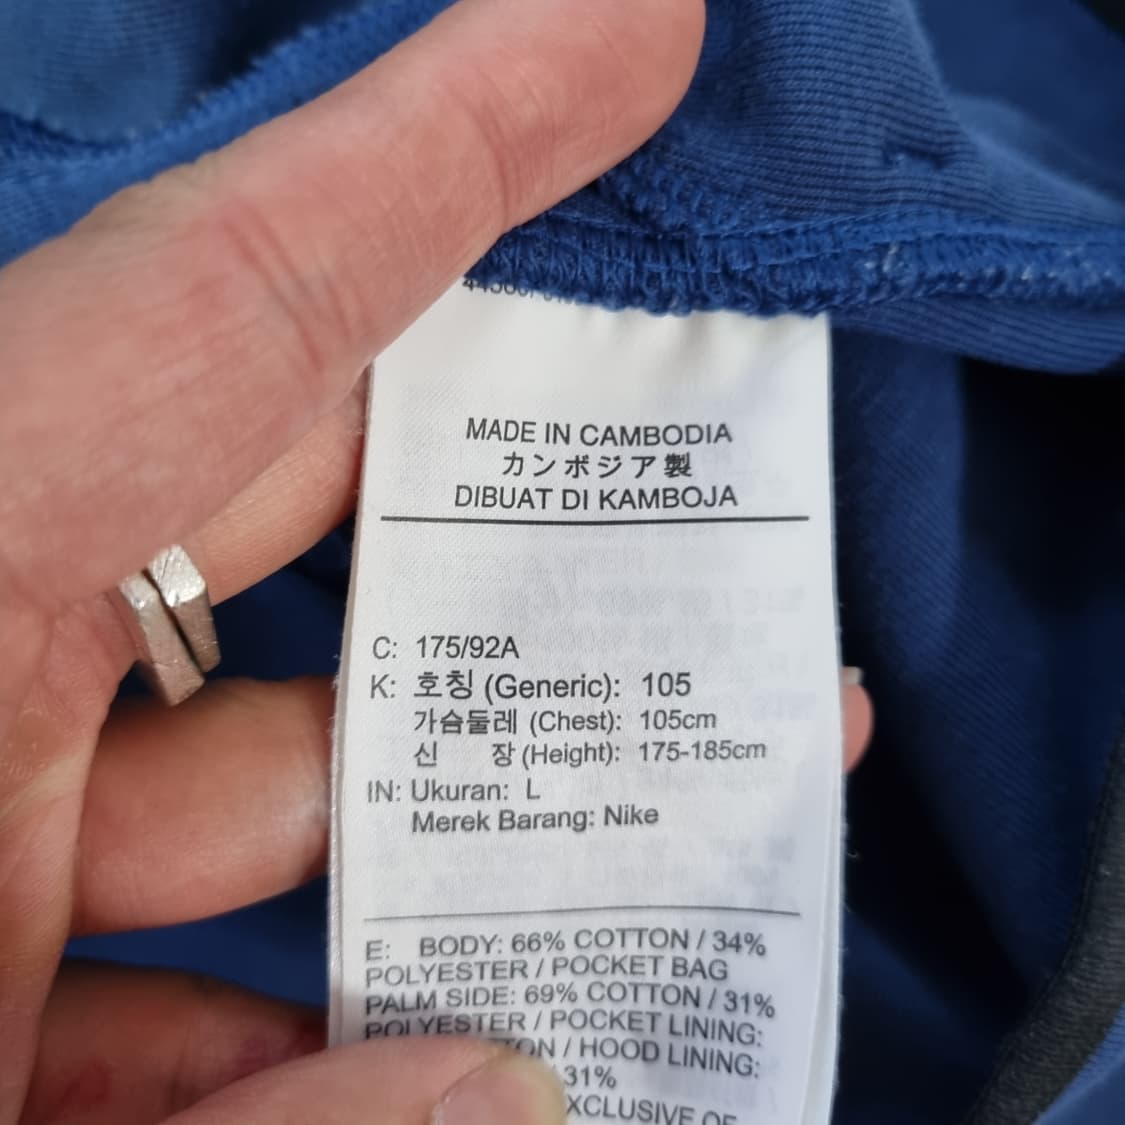 MADE IN CAMBODIA
カンボジア製
DIBUAT DI KAMBOJA
C: 175/92A
K: 호칭 (Generic): 105
가슴둘레 (Chest): 105cm
신 장 (Height): 175-185cm
IN: Ukuran: L
Merek Barang: Nike
E: BODY: 66% COTTON / 34%
POLYESTER / POCKET BAG
PALM SIDE: 69% COTTON / 31%
POLYESTER / POCKET LINING:
/ HOOD LINING:
31%
OF